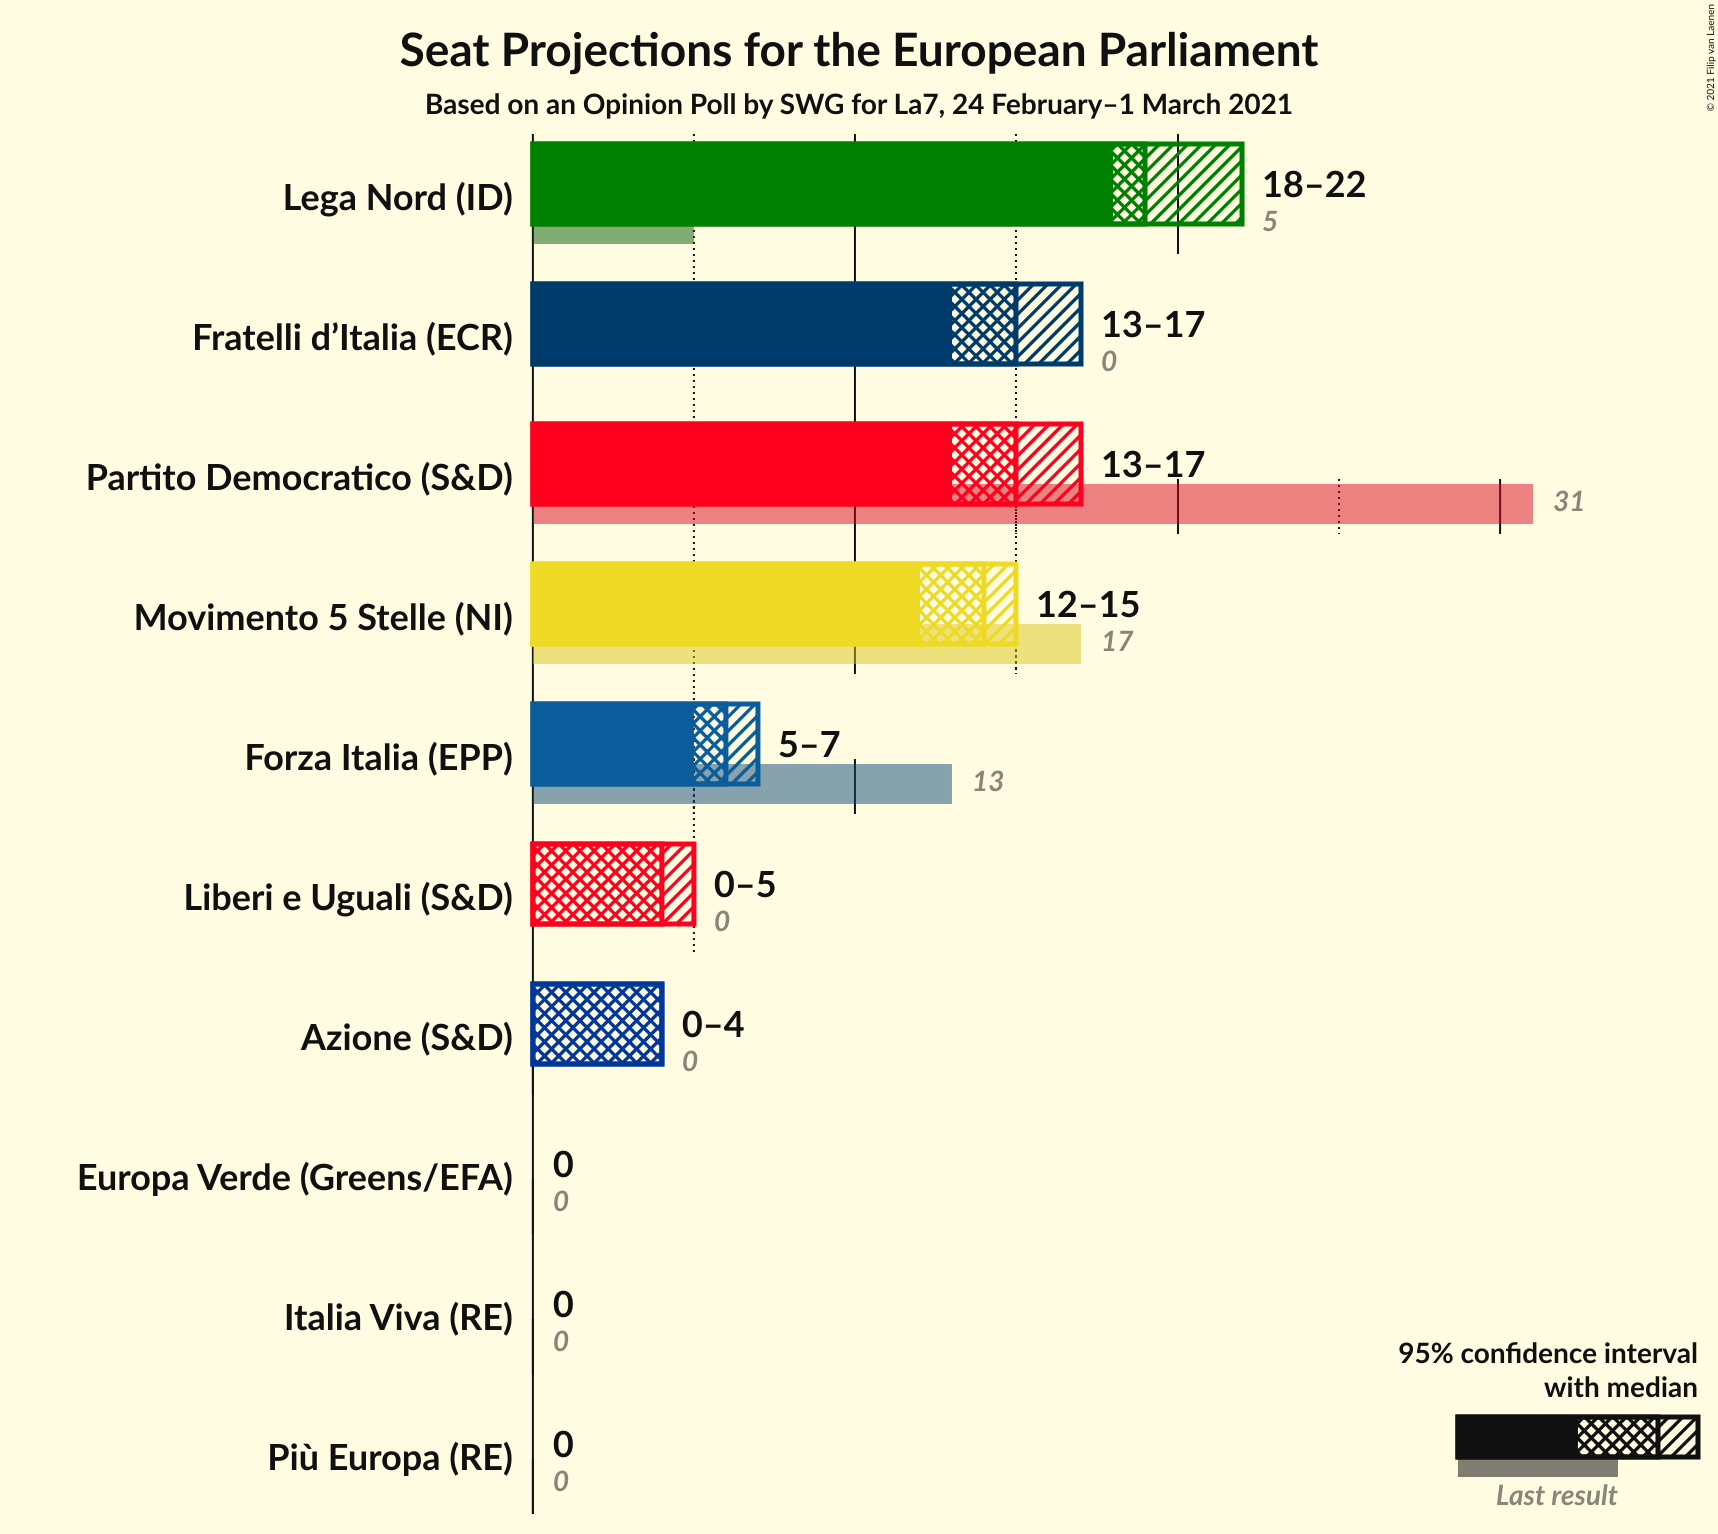 Seat Projections for the European Parliament
Based on an Opinion Poll by SWG for La7, 24 February–1 March 2021
© 2021 Filip van Laenen
Lega Nord (ID)
18–22
5
Fratelli d’Italia (ECR)
13–17
0
Partito Democratico (S&D)
13–17
31
Movimento 5 Stelle (NI)
12–15
17
Forza Italia (EPP)
5–7
13
Liberi e Uguali (S&D)
0–5
0
Azione (S&D)
0–4
0
Europa Verde (Greens/EFA)
0
0
Italia Viva (RE)
0
0
Più Europa (RE)
0
0
95% confidence interval
with median
Last result